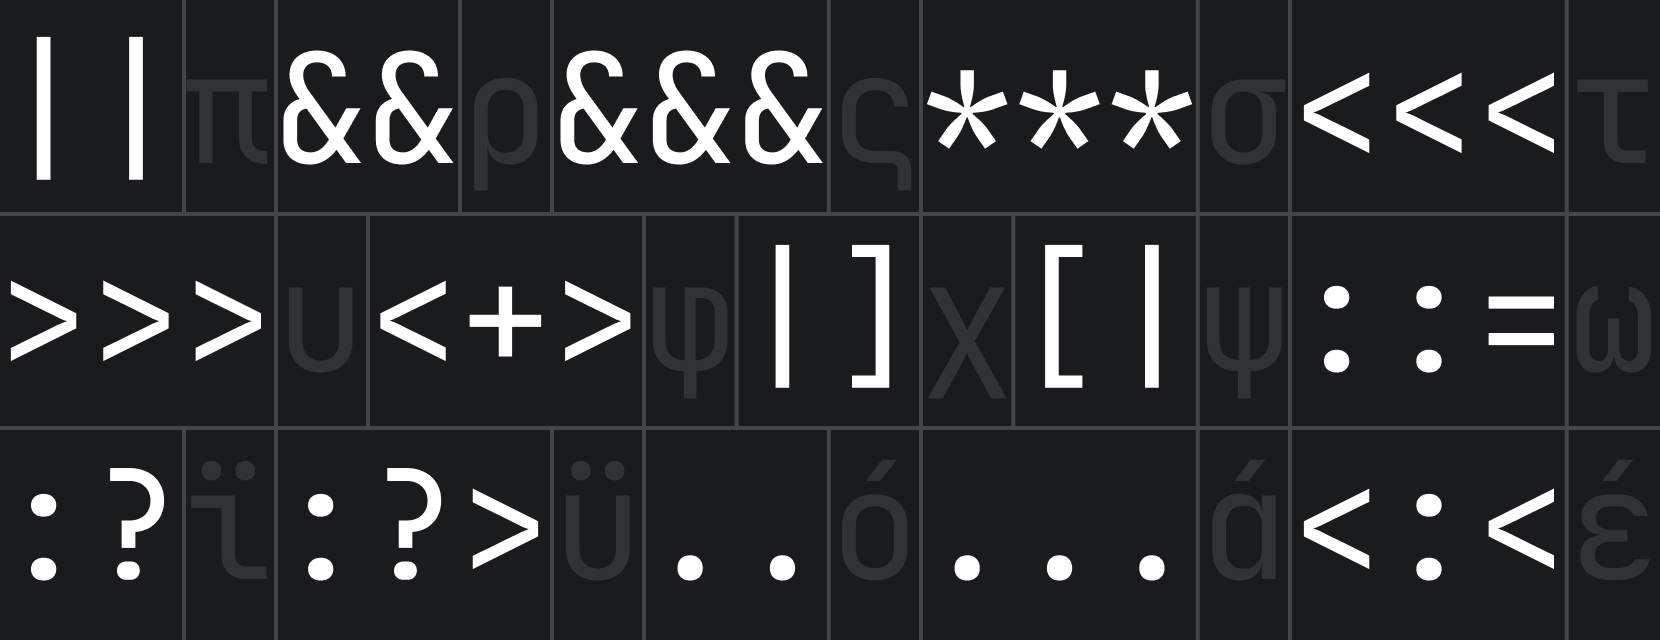 || π && ρ &&& ς *** σ <<< τ
>>> υ <+> φ |] χ [| ψ ::= ω
:? ϊ :?> ϋ .. ό ... ά <:< έ